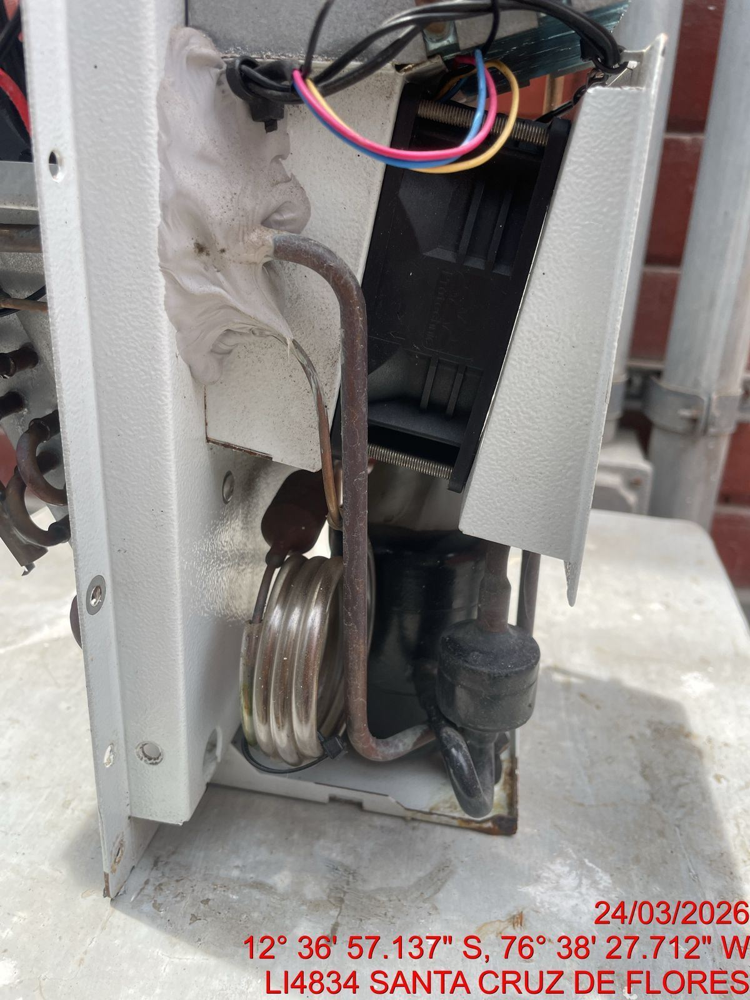 24/03/2026
12° 36' 57.137" S, 76° 38' 27.712" W
LI4834 SANTA CRUZ DE FLORES